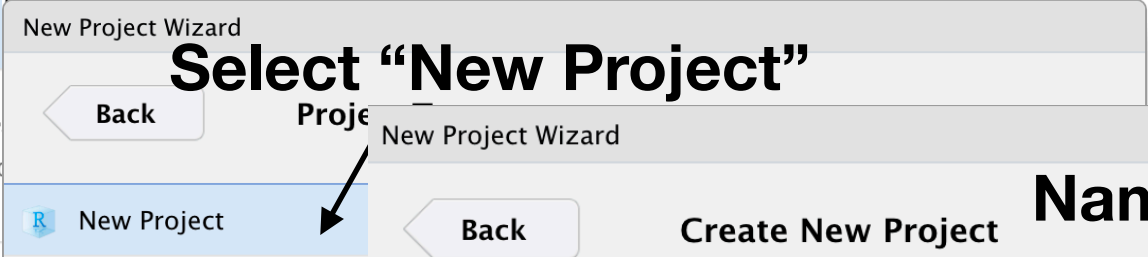 New Project Wizard
Select “New Project”
Back
New Project Wizard
R New Project
Back
Create New Project